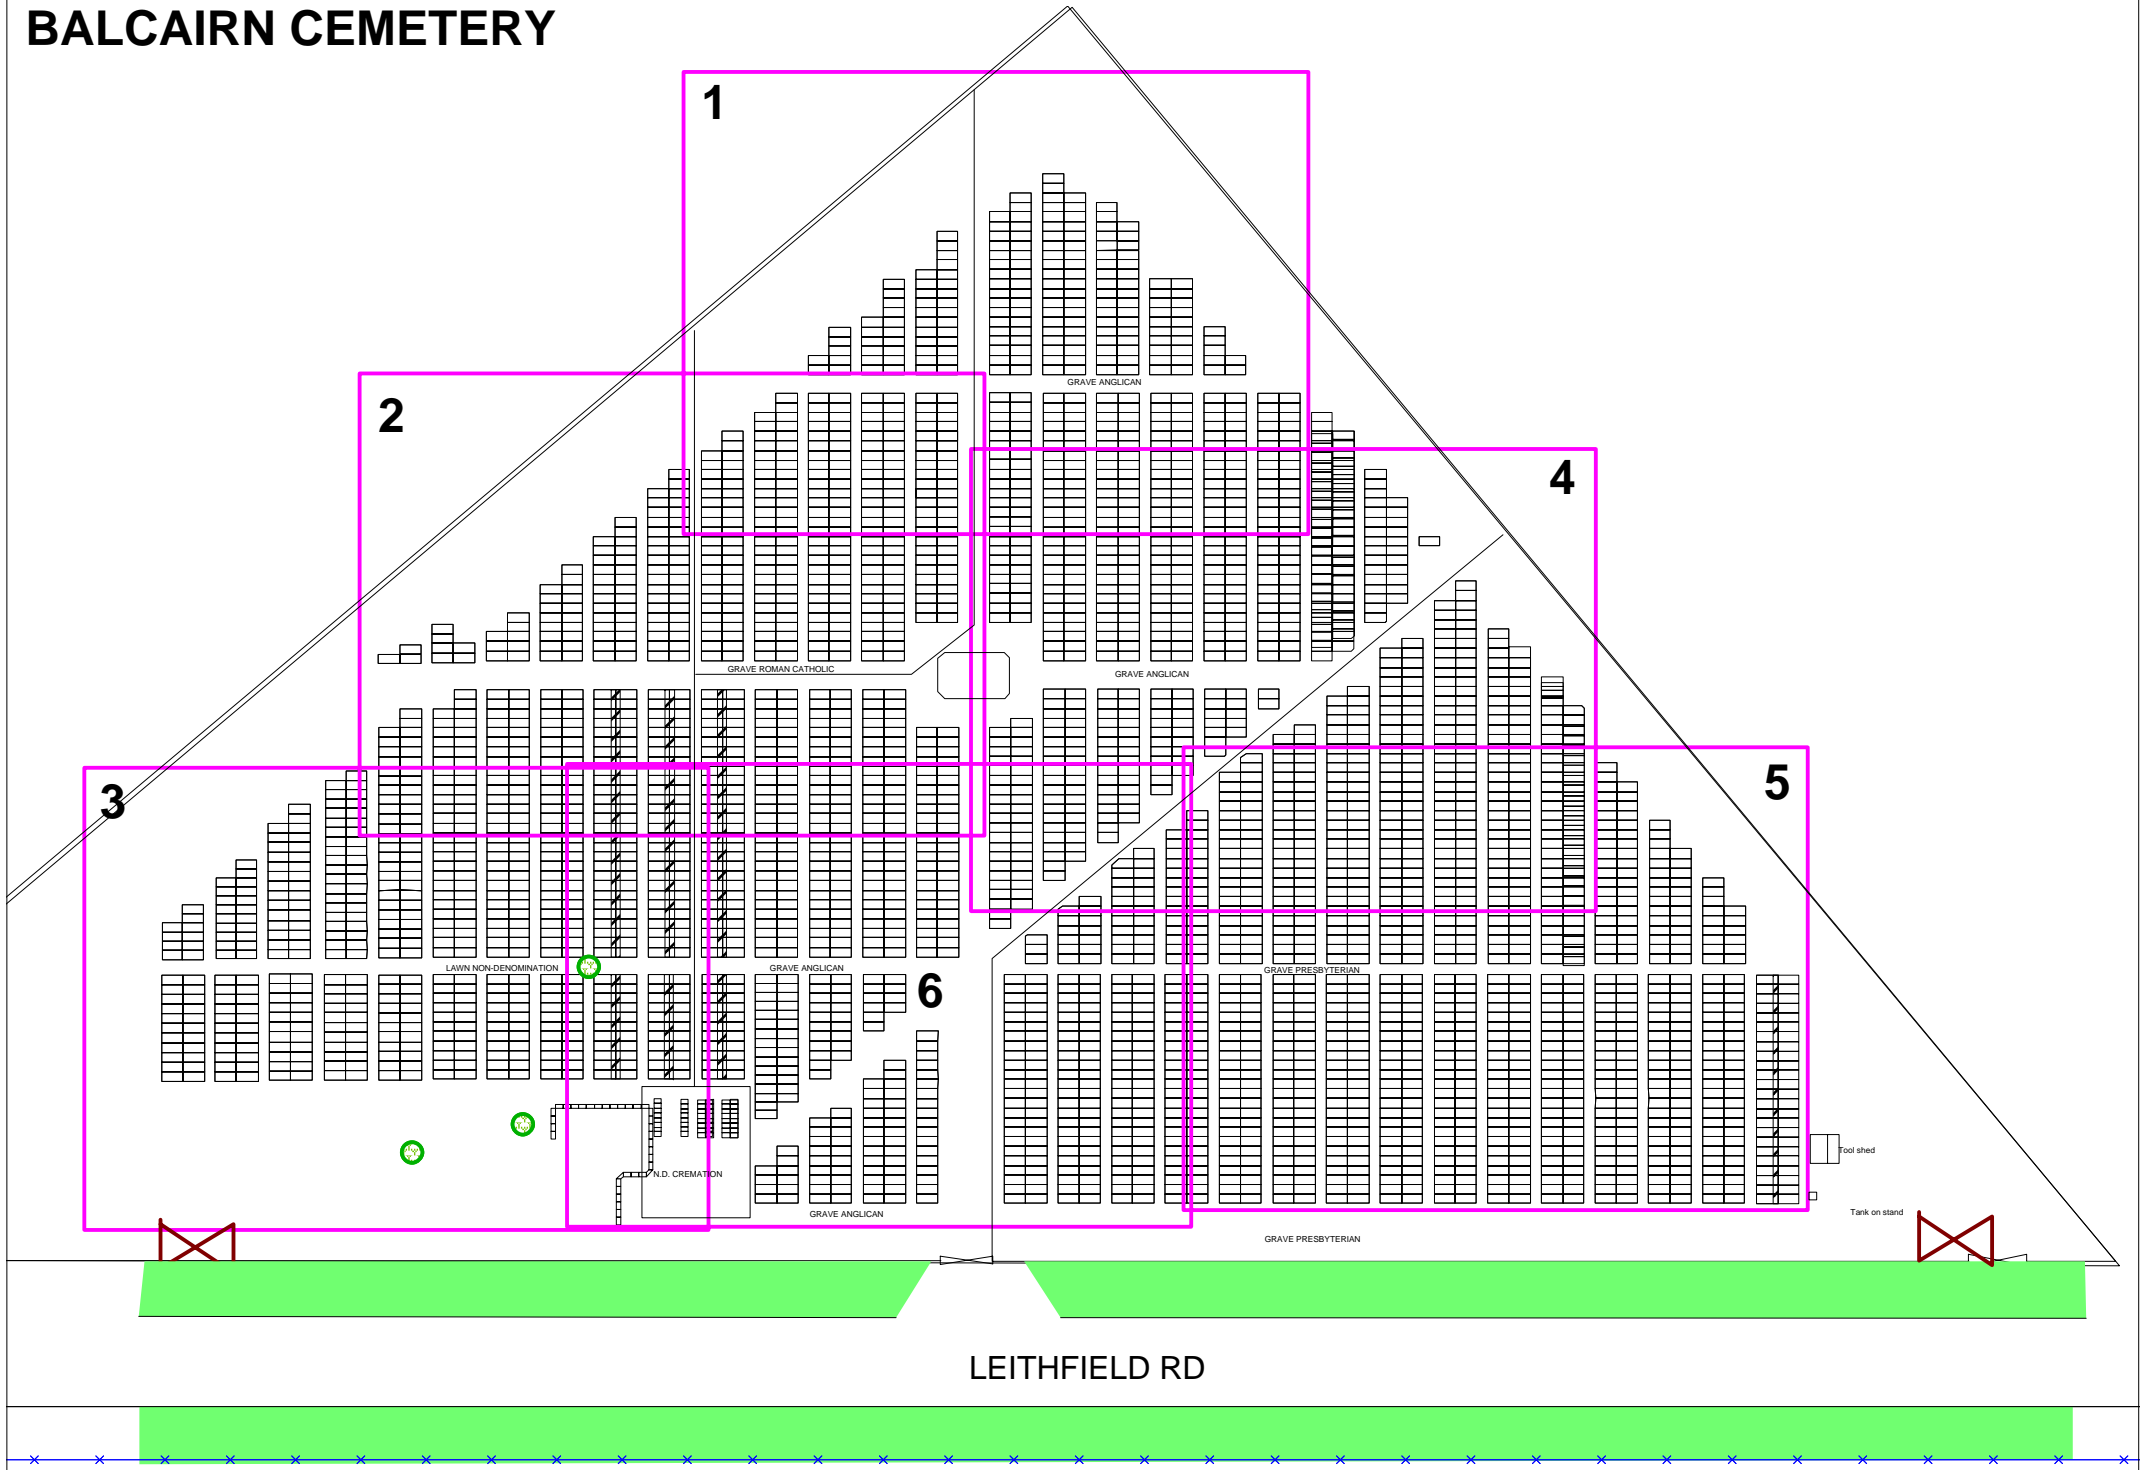 BALCAIRN CEMETERY
1
GRAVE ANGLICAN
2
4
GRAVE ROMAN CATHOLIC
GRAVE ANGLICAN
3
5
LAWN NON-DENOMINATION
GRAVE ANGLICAN
GRAVE PRESBYTERIAN
6
Tool shed
N.D. CREMATION
Tank on stand
GRAVE ANGLICAN
GRAVE PRESBYTERIAN
LEITHFIELD RD